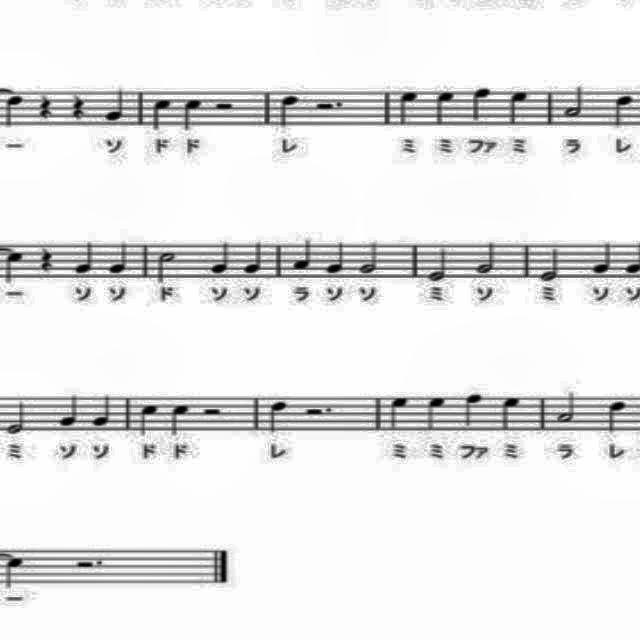 ー ソ ド ド レ ミ ミ ファ ミ ラ レ
ー ソ ソ ド ソ ソ ラ ソ ソ ミ ソ ミ ソ ソ
ミ ソ ソ ド ド レ ミ ミ ファ ミ ラ レ
ー